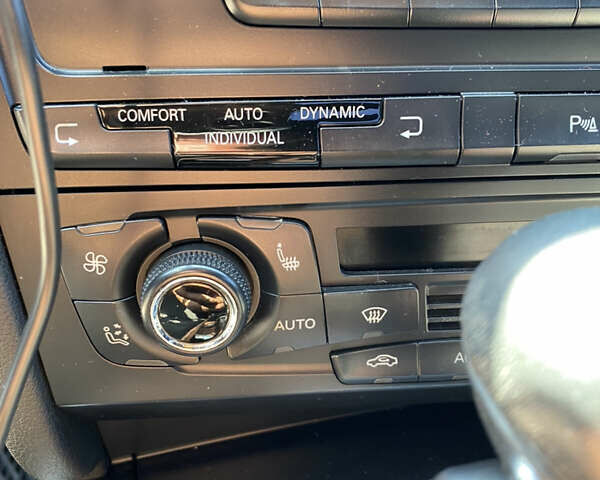 COMFORT AUTO DYNAMIC
INDIVIDUAL
P
AUTO
A